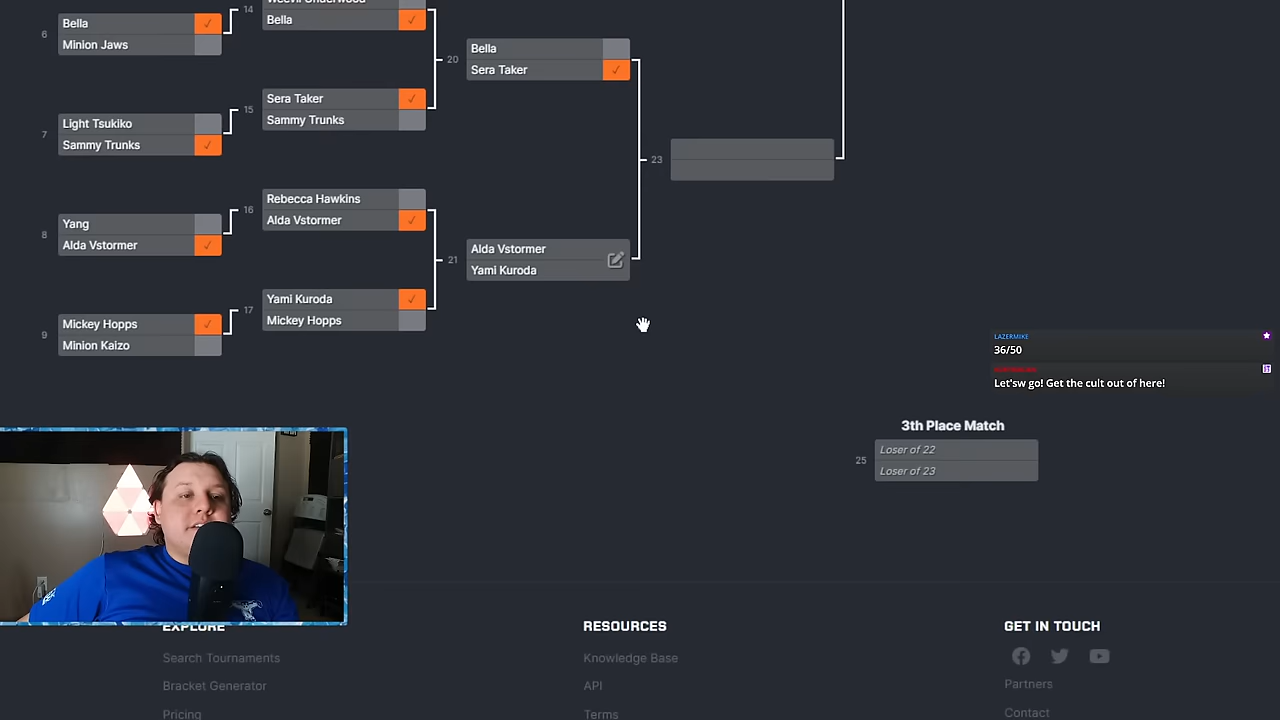 14
Bella
6
Bella ✓
Minion Jaws
✓
20
Bella
Sera Taker ✓
15
Sera Taker ✓
Sammy Trunks
7
Light Tsukiko
Sammy Trunks ✓
23
16
Rebecca Hawkins
Alda Vstormer ✓
8
Yang
Alda Vstormer ✓
21
Alda Vstormer
Yami Kuroda
17
Yami Kuroda ✓
Mickey Hopps
9
Mickey Hopps ✓
Minion Kaizo
LAZERMIKE
36/50
Let'sw go! Get the cult out of here!
3th Place Match
25
Loser of 22
Loser of 23
EXPLORE
Search Tournaments
Bracket Generator
Pricing
RESOURCES
Knowledge Base
API
Terms
GET IN TOUCH
Partners
Contact